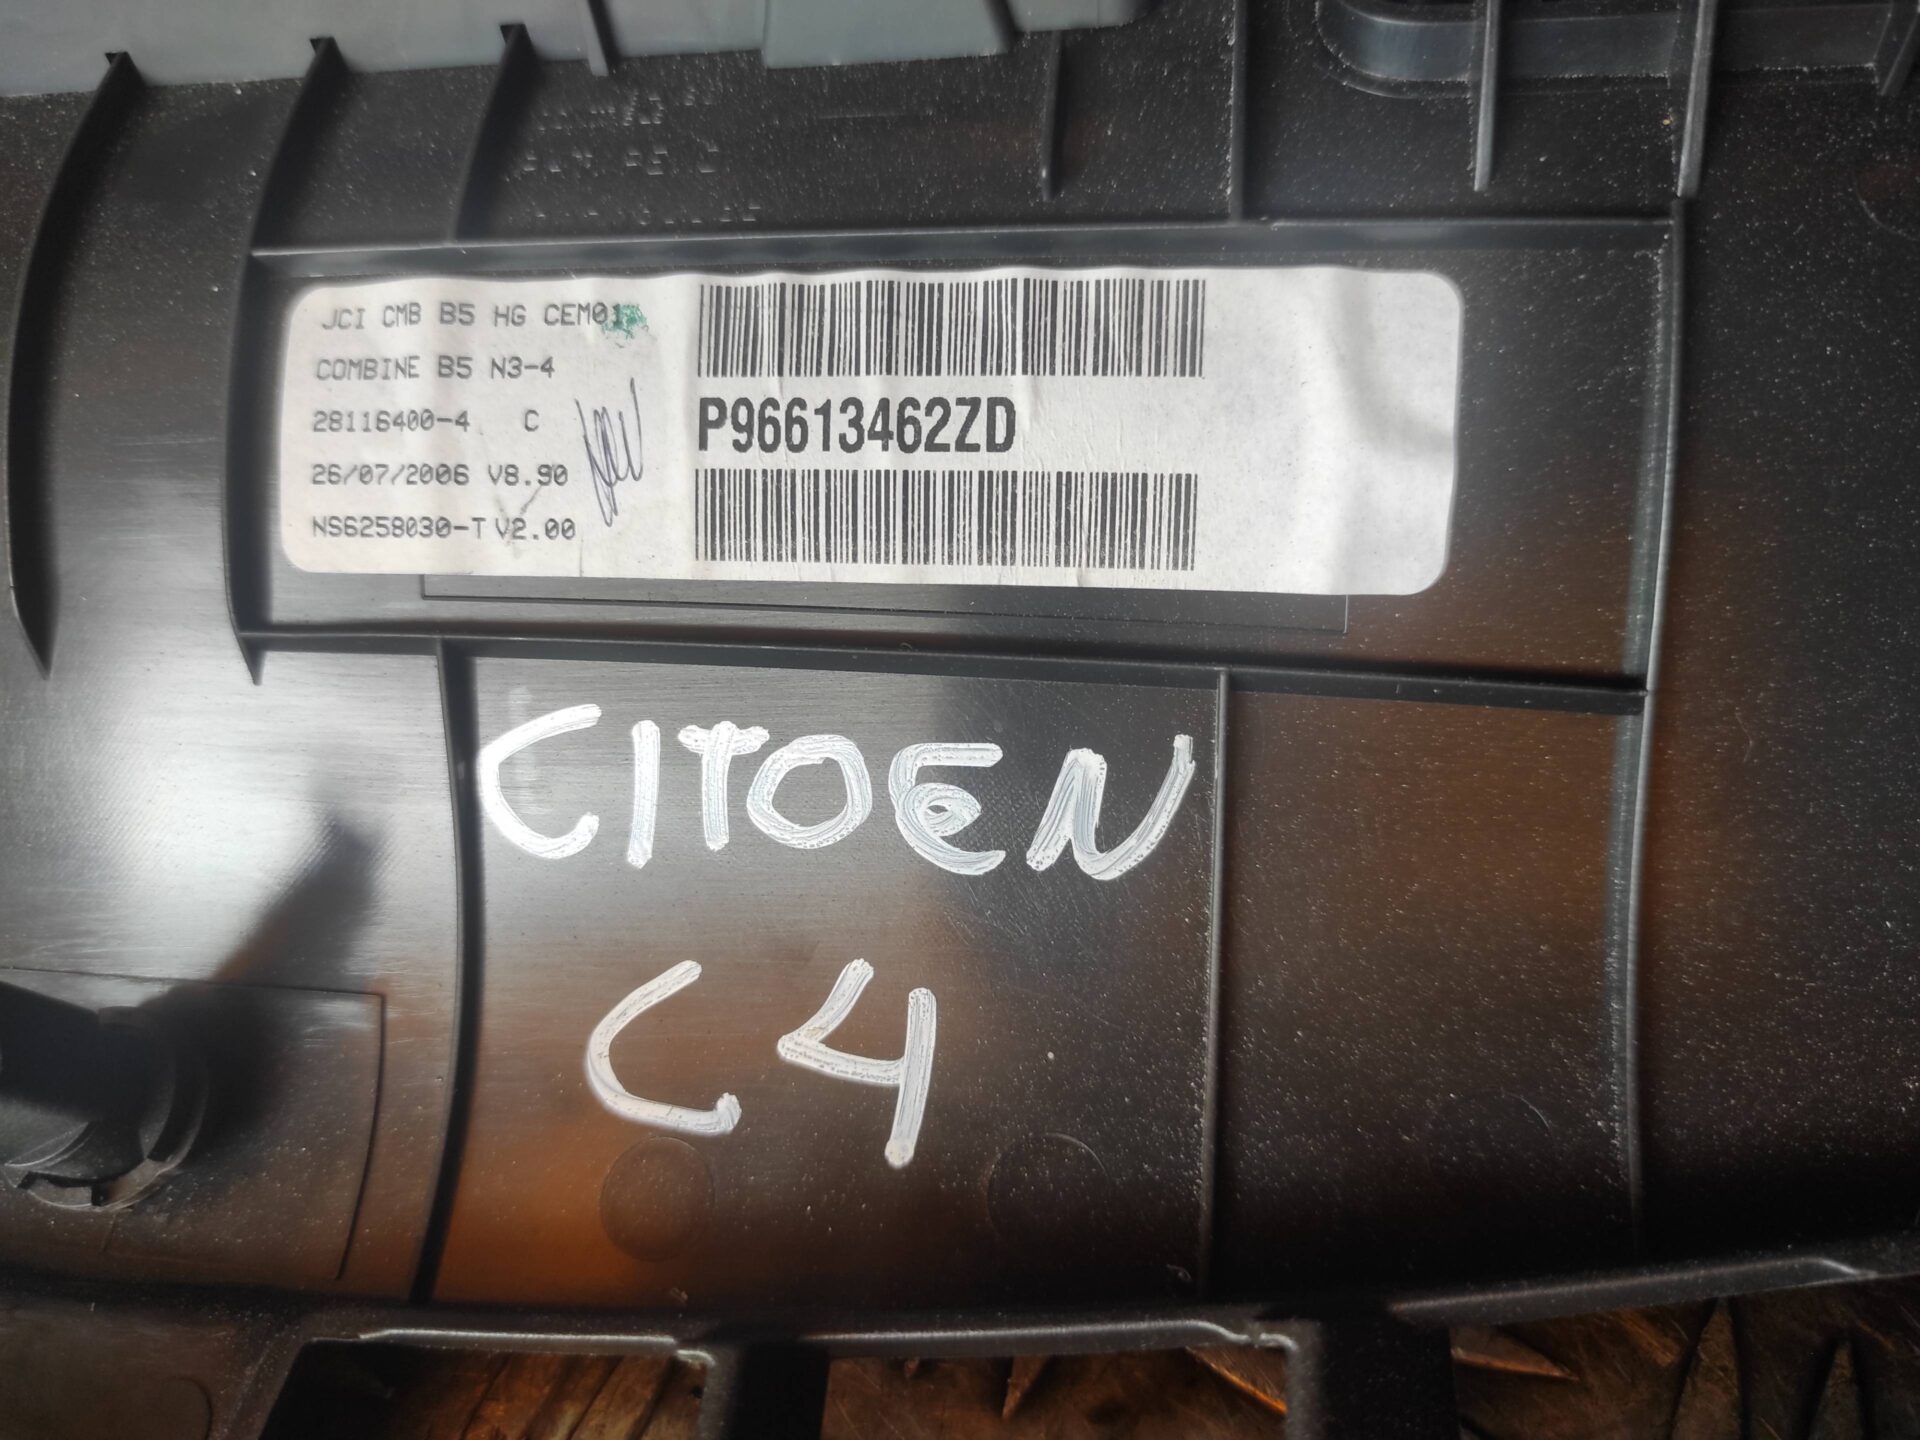 JCI CMB B5 HG CEM01
COMBINE B5 N3-4
28116400-4 C
26/07/2006 V8.90
NS6258030-T V2.00
P96613462ZD
CITOEN
C4